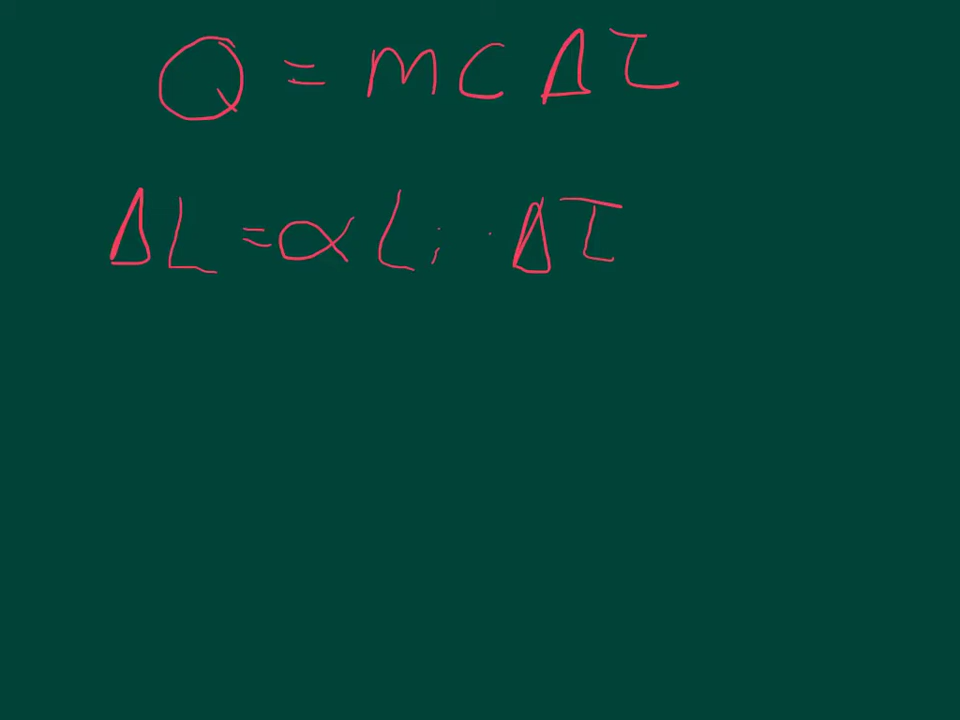 Q = mcΔT
ΔL = αLi · ΔT